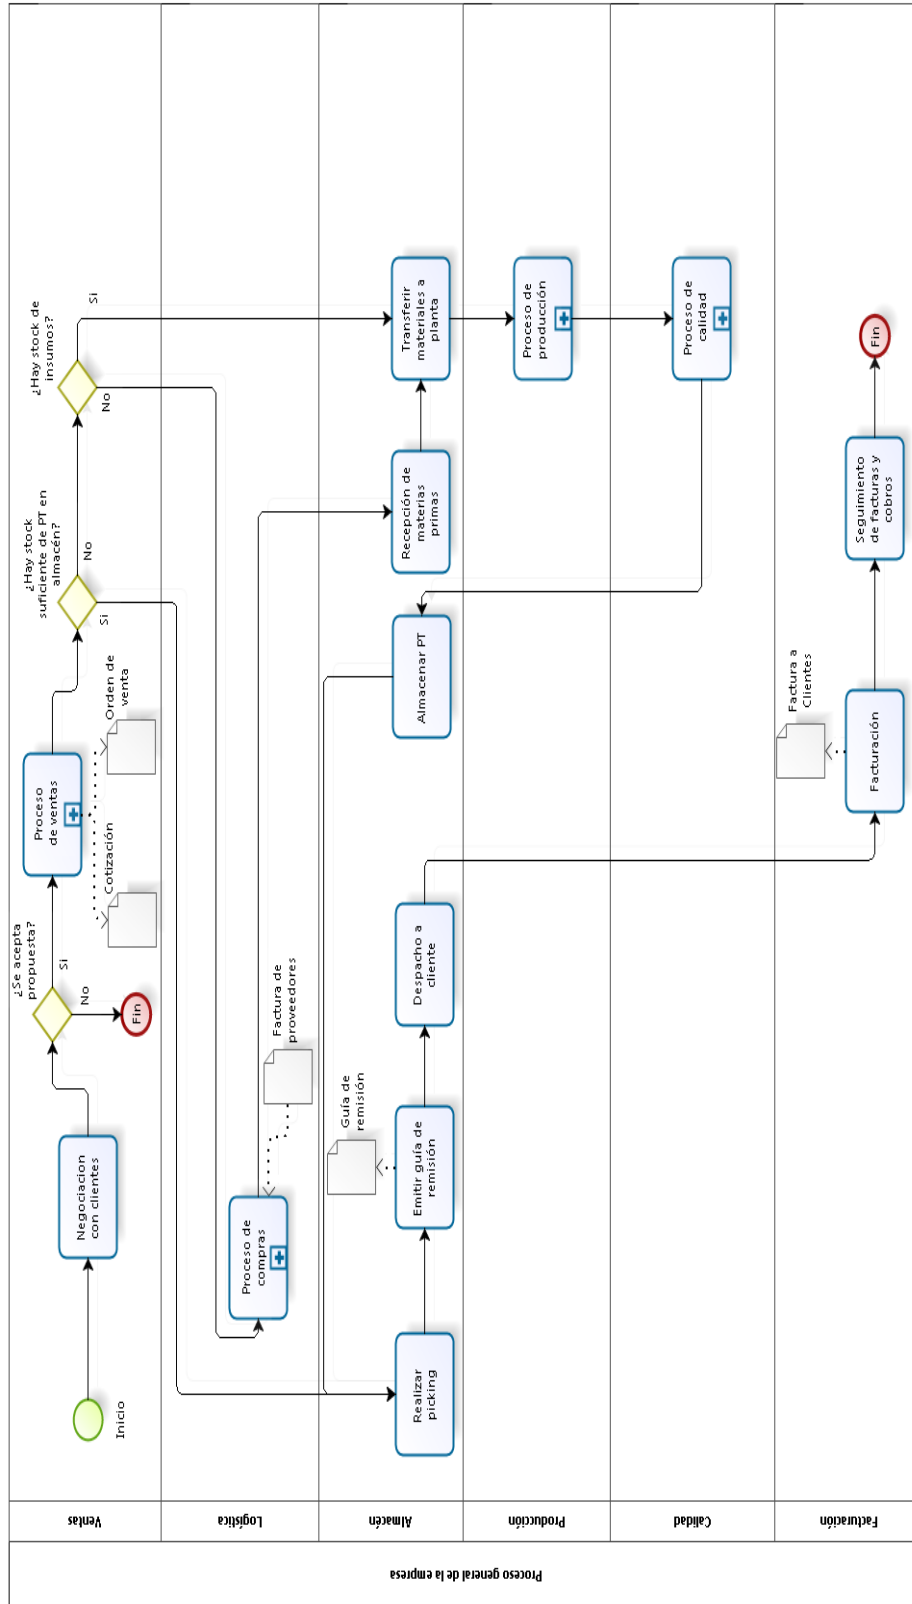 Proceso general de la empresa
Ventas
Inicio
Negociacion
con clientes
¿Se acepta
propuesta?
Si
No
Fin
Proceso
de ventas
Cotización
Orden de
venta
¿Hay stock
suficiente de PT en
almacén?
No
Si
¿Hay stock de
insumos?
Si
No
Logística
Proceso de
compras
Factura de
proveedores
Almacén
Realizar
picking
Guía de
remisión
Emitir guía de
remisión
Despacho a
cliente
Almacenar PT
Recepción de
materias
primas
Transferir
materiales a
planta
Producción
Proceso de
producción
Calidad
Proceso de
calidad
Facturación
Facturación
Factura a
Clientes
Seguimiento
de facturas y
cobros
Fin